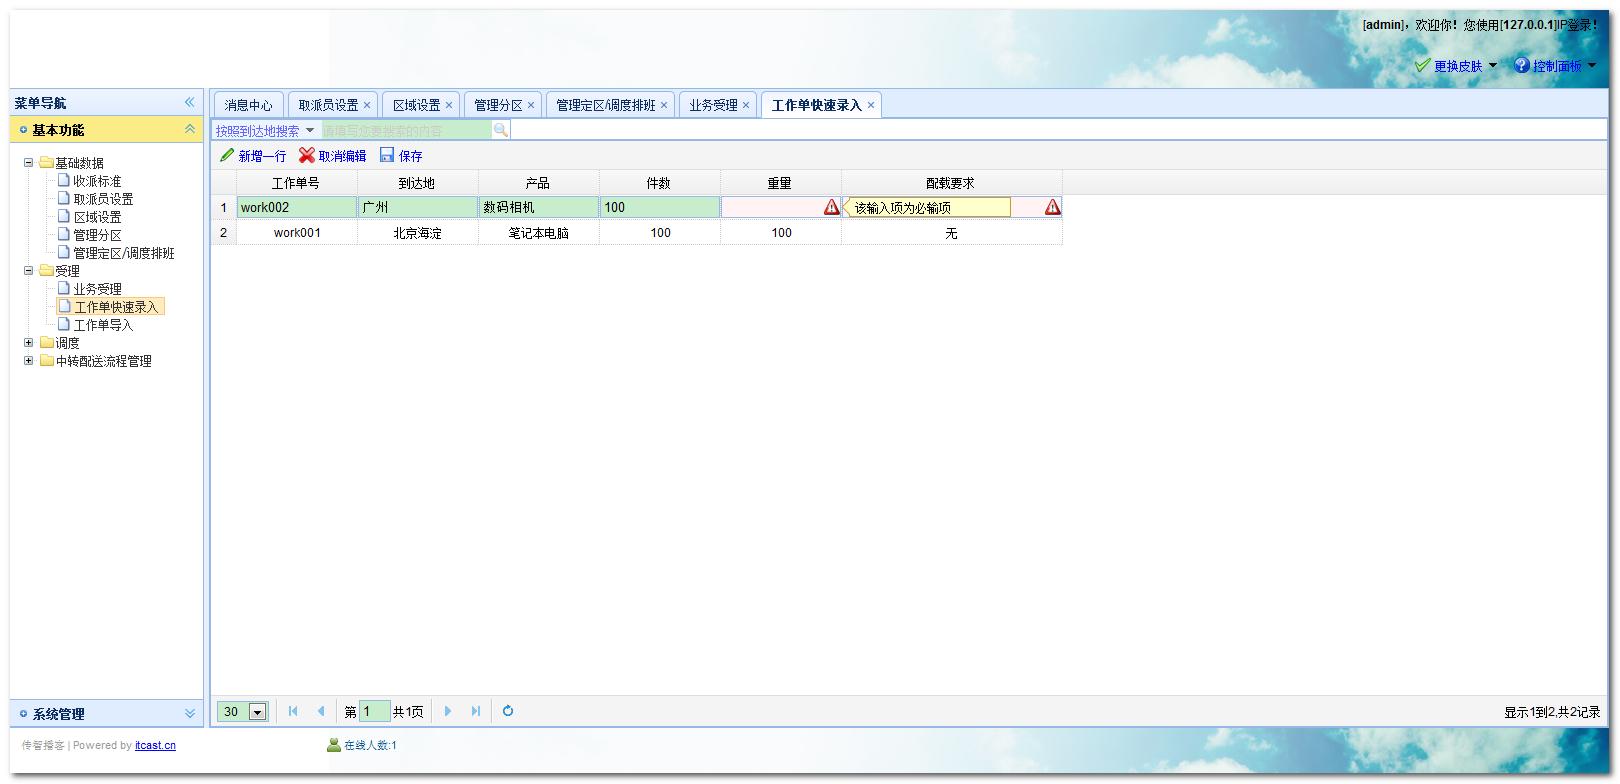 [admin]，欢迎你！您使用[127.0.0.1]IP登录！
更换皮肤 控制面板
菜单导航
基本功能
基础数据
收派标准
取派员设置
区域设置
管理分区
管理定区/调度排班
受理
业务受理
工作单快速录入
工作单导入
调度
中转配送流程管理
系统管理
消息中心 取派员设置 区域设置 管理分区 管理定区/调度排班 业务受理 工作单快速录入
按照到达地搜索 请填写您要搜索的内容
新增一行 取消编辑 保存
工作单号 到达地 产品 件数 重量 配载要求
1 work002 广州 数码相机 100 该输入项为必输项
2 work001 北京海淀 笔记本电脑 100 100 无
30 第 1 共1页 显示1到2,共2记录
传智播客 | Powered by itcast.cn 在线人数:1